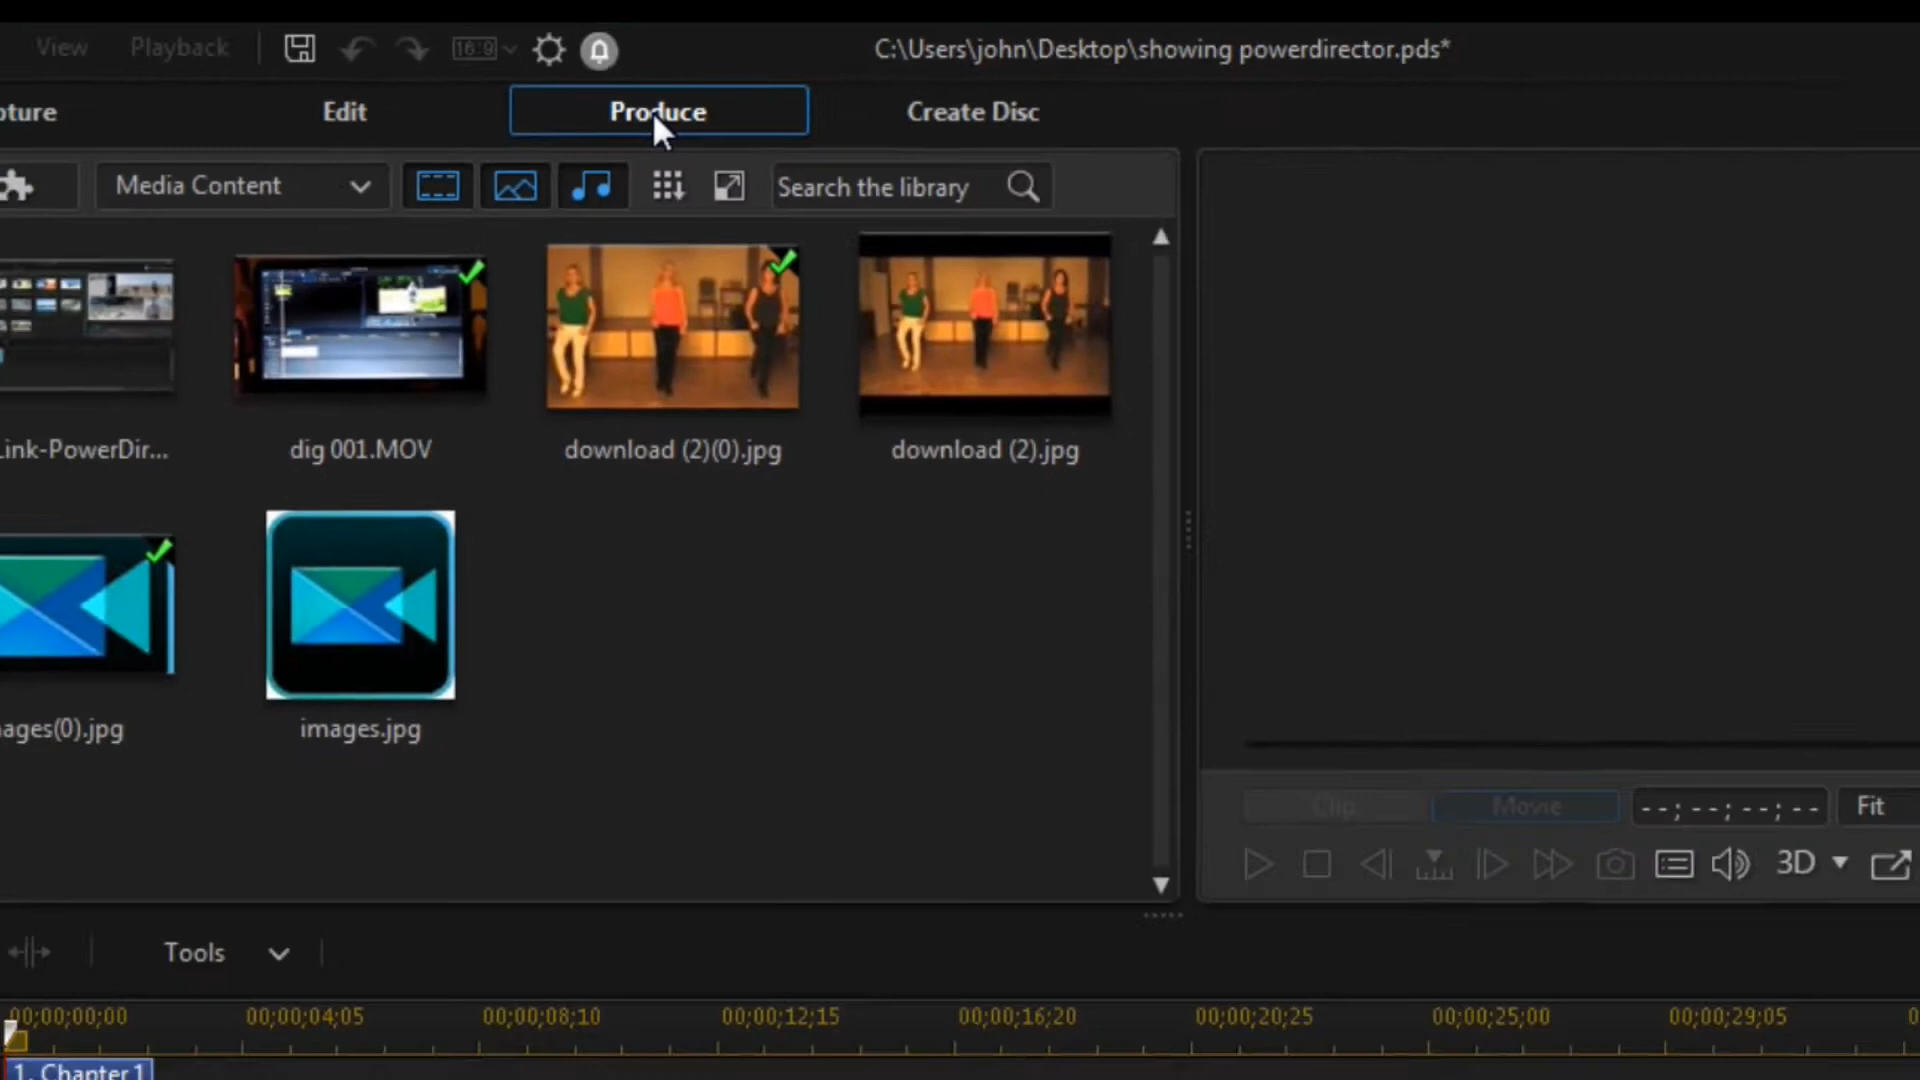 View Playback 16:9 C:\Users\john\Desktop\showing powerdirector.pds*
pture Edit Produce Create Disc
Media Content Search the library
Link-PowerDir... dig 001.MOV download (2)(0).jpg download (2).jpg
ages(0).jpg images.jpg
Clip Movie --;--;--;-- Fit
3D
Tools
00;00;00;00 00;00;04;05 00;00;08;10 00;00;12;15 00;00;16;20 00;00;20;25 00;00;25;00 00;00;29;05 0
1. Chapter 1